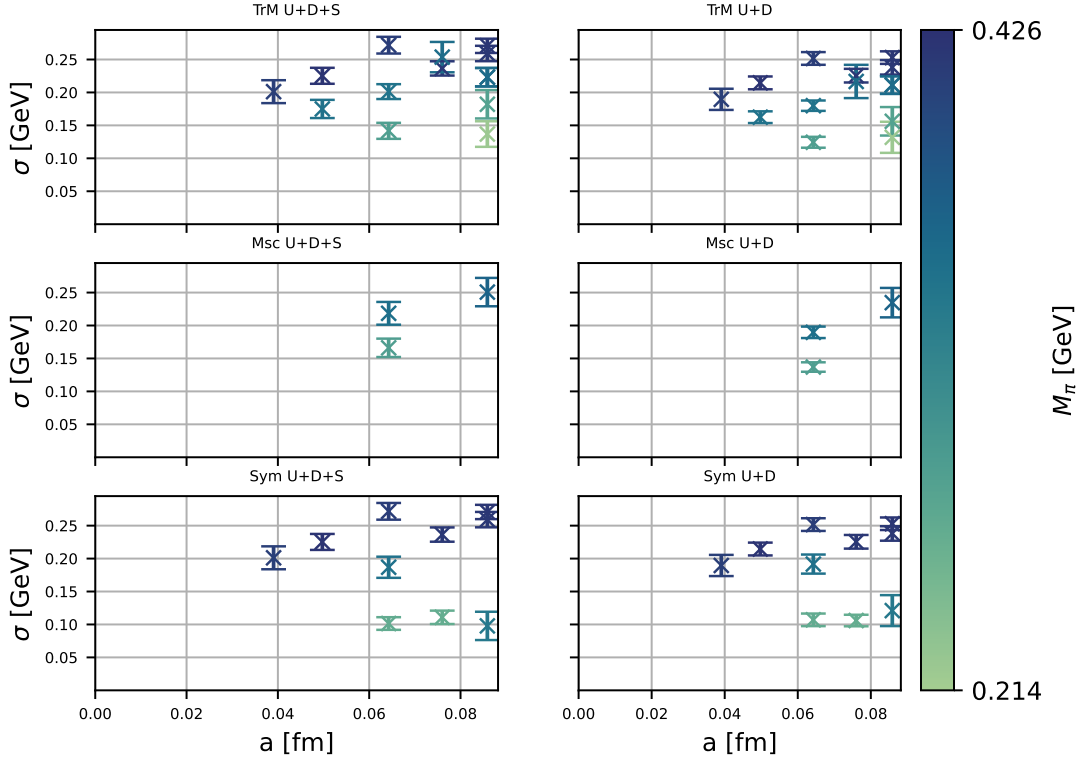 TrM U+D+S
TrM U+D
0.25
0.20
0.15
0.10
0.05
σ [GeV]
Msc U+D+S
Msc U+D
0.25
0.20
0.15
0.10
0.05
σ [GeV]
Sym U+D+S
Sym U+D
0.25
0.20
0.15
0.10
0.05
σ [GeV]
0.00 0.02 0.04 0.06 0.08
a [fm]
0.00 0.02 0.04 0.06 0.08
a [fm]
0.426
0.214
Mπ [GeV]